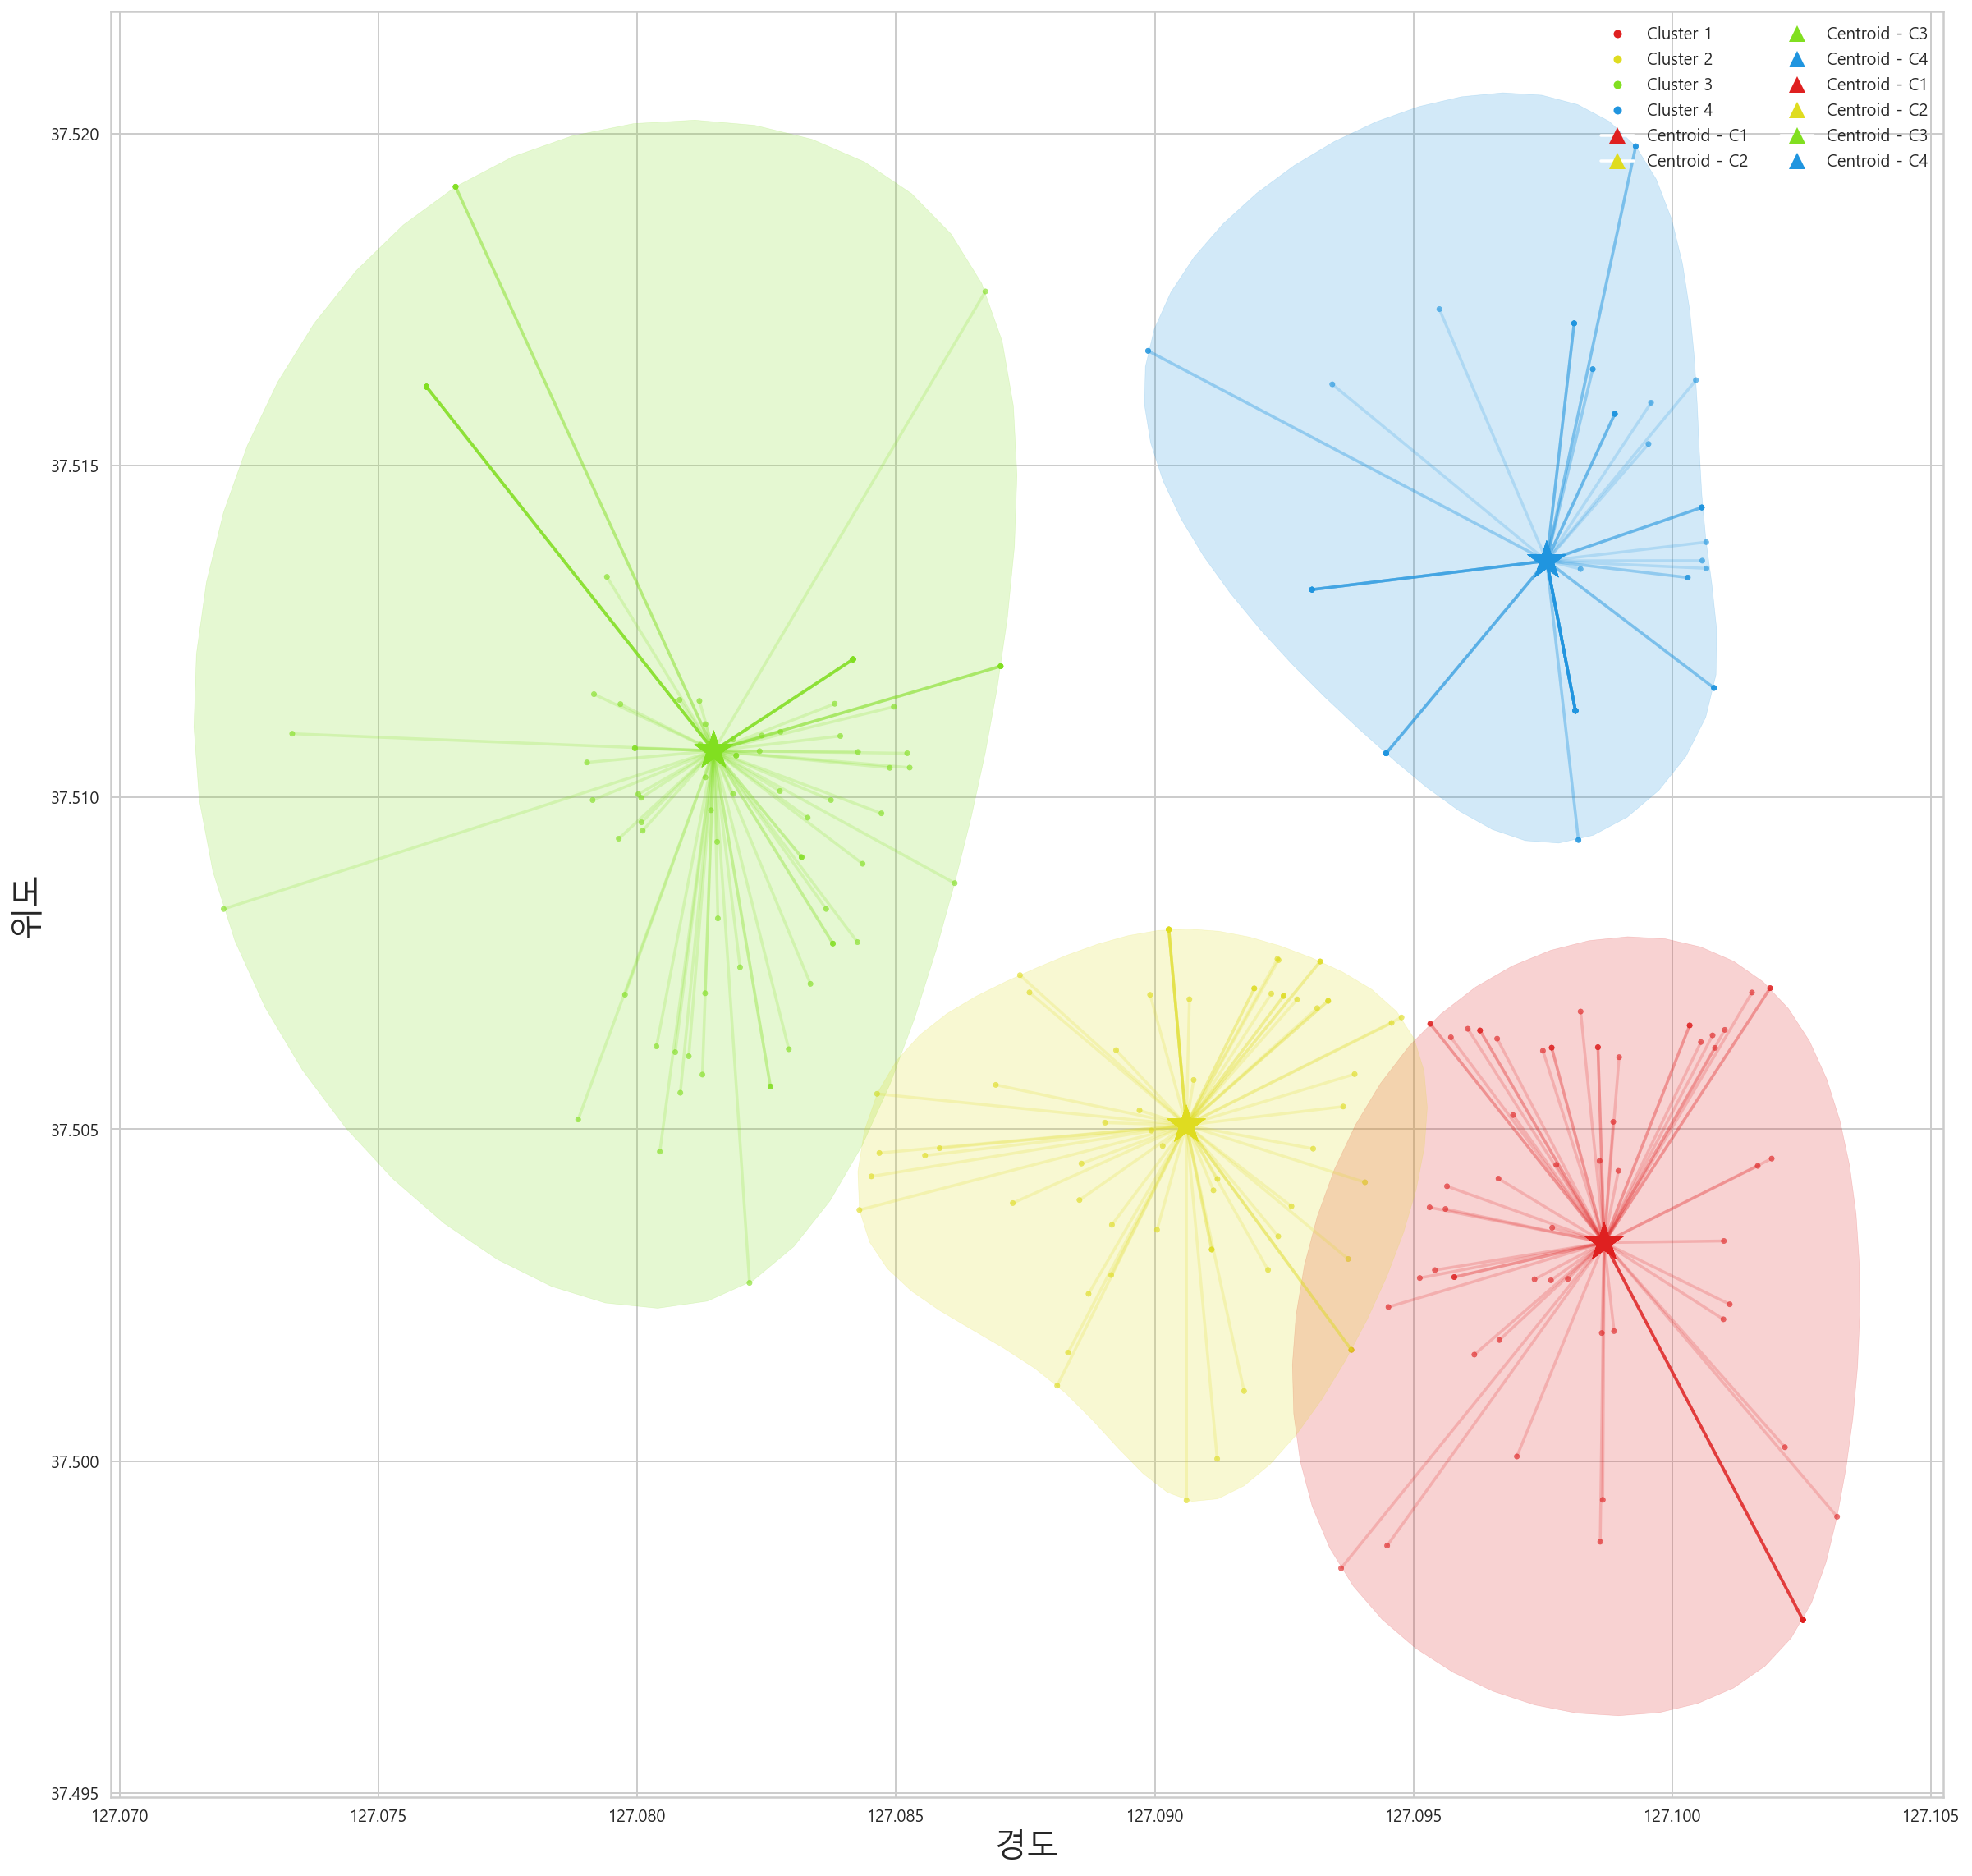 Cluster 1
Cluster 2
Cluster 3
Cluster 4
Centroid - C1
Centroid - C2
Centroid - C3
Centroid - C4
Centroid - C1
Centroid - C2
Centroid - C3
Centroid - C4
37.520
37.515
37.510
37.505
37.500
37.495
위도
127.070
127.075
127.080
127.085
127.090
127.095
127.100
127.105
경도